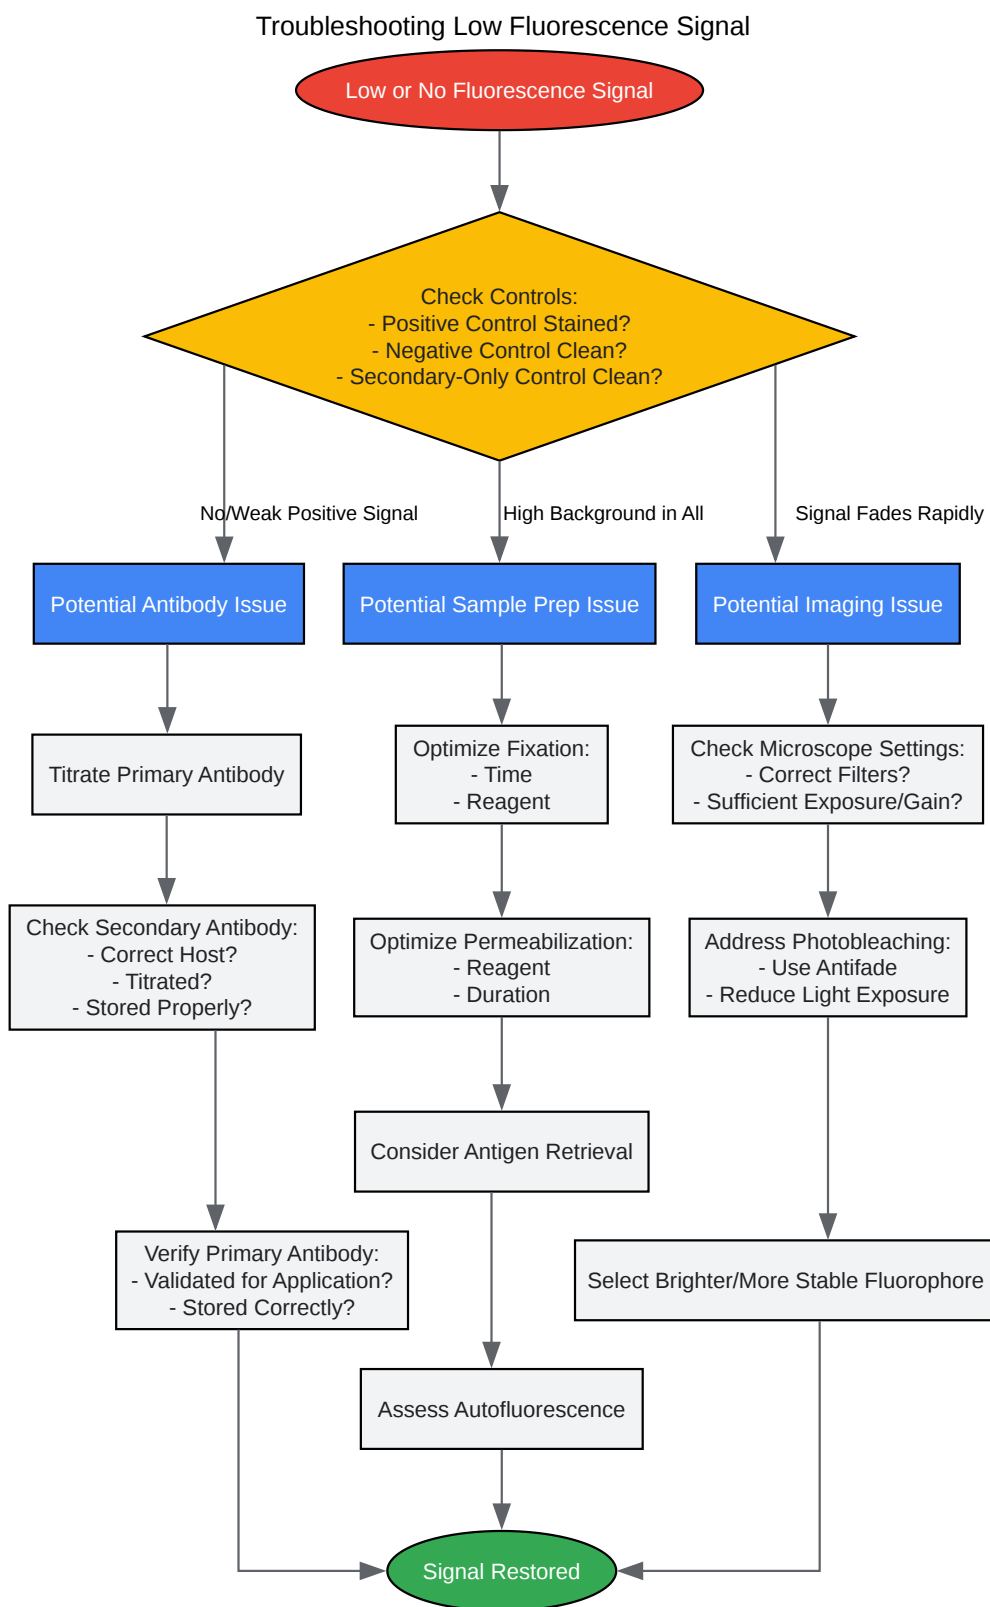 Troubleshooting Low Fluorescence Signal
Low or No Fluorescence Signal
Check Controls:
- Positive Control Stained?
- Negative Control Clean?
- Secondary-Only Control Clean?
No/Weak Positive Signal
High Background in All
Signal Fades Rapidly
Potential Antibody Issue
Potential Sample Prep Issue
Potential Imaging Issue
Titrate Primary Antibody
Optimize Fixation:
- Time
- Reagent
Check Microscope Settings:
- Correct Filters?
- Sufficient Exposure/Gain?
Check Secondary Antibody:
- Correct Host?
- Titrated?
- Stored Properly?
Optimize Permeabilization:
- Reagent
- Duration
Address Photobleaching:
- Use Antifade
- Reduce Light Exposure
Consider Antigen Retrieval
Verify Primary Antibody:
- Validated for Application?
- Stored Correctly?
Select Brighter/More Stable Fluorophore
Assess Autofluorescence
Signal Restored